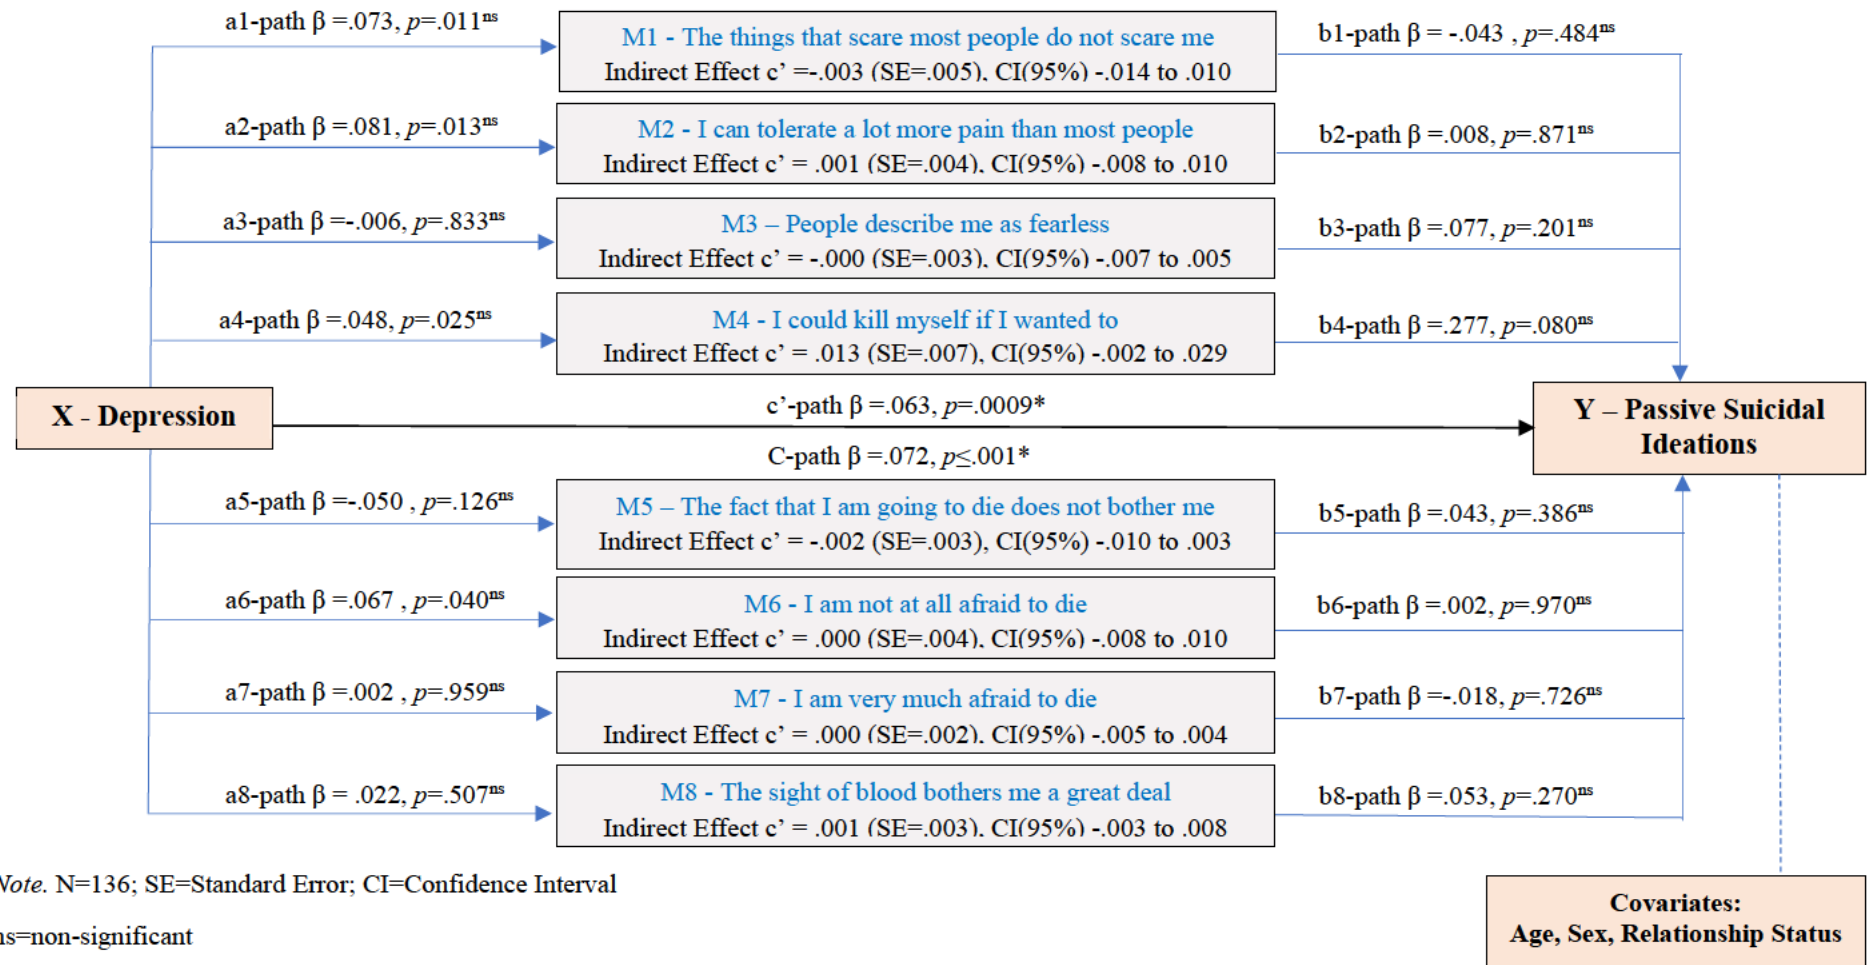 a1-path β =.073, p=.011ns
M1 - The things that scare most people do not scare me
Indirect Effect c’ =-.003 (SE=.005), CI(95%) -.014 to .010
b1-path β = -.043 , p=.484ns
a2-path β =.081, p=.013ns
M2 - I can tolerate a lot more pain than most people
Indirect Effect c’ = .001 (SE=.004), CI(95%) -.008 to .010
b2-path β =.008, p=.871ns
a3-path β =-.006, p=.833ns
M3 – People describe me as fearless
Indirect Effect c’ = -.000 (SE=.003), CI(95%) -.007 to .005
b3-path β =.077, p=.201ns
a4-path β =.048, p=.025ns
M4 - I could kill myself if I wanted to
Indirect Effect c’ = .013 (SE=.007), CI(95%) -.002 to .029
b4-path β =.277, p=.080ns
X - Depression
c’-path β =.063, p=.0009*
C-path β =.072, p≤.001*
Y – Passive Suicidal
Ideations
a5-path β =-.050 , p=.126ns
M5 – The fact that I am going to die does not bother me
Indirect Effect c’ = -.002 (SE=.003), CI(95%) -.010 to .003
b5-path β =.043, p=.386ns
a6-path β =.067 , p=.040ns
M6 - I am not at all afraid to die
Indirect Effect c’ = .000 (SE=.004), CI(95%) -.008 to .010
b6-path β =.002, p=.970ns
a7-path β =.002 , p=.959ns
M7 - I am very much afraid to die
Indirect Effect c’ = .000 (SE=.002), CI(95%) -.005 to .004
b7-path β =-.018, p=.726ns
a8-path β = .022, p=.507ns
M8 - The sight of blood bothers me a great deal
Indirect Effect c’ = .001 (SE=.003), CI(95%) -.003 to .008
b8-path β =.053, p=.270ns
Note. N=136; SE=Standard Error; CI=Confidence Interval
ns=non-significant
Covariates:
Age, Sex, Relationship Status